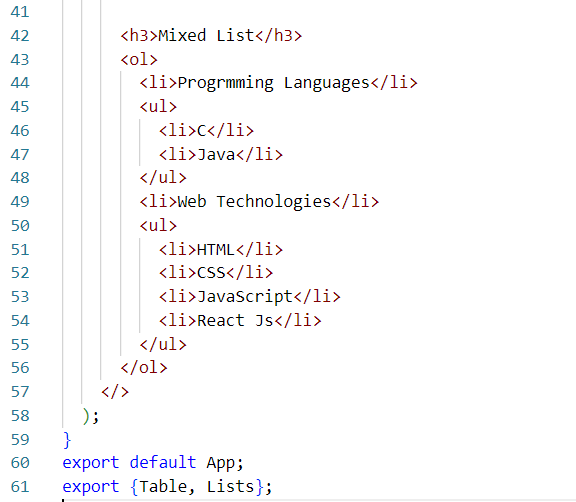 41
42 <h3>Mixed List</h3>
43 <ol>
44 <li>Progrmming Languages</li>
45 <ul>
46 <li>C</li>
47 <li>Java</li>
48 </ul>
49 <li>Web Technologies</li>
50 <ul>
51 <li>HTML</li>
52 <li>CSS</li>
53 <li>JavaScript</li>
54 <li>React Js</li>
55 </ul>
56 </ol>
57 </>
58 );
59 }
60 export default App;
61 export {Table, Lists};